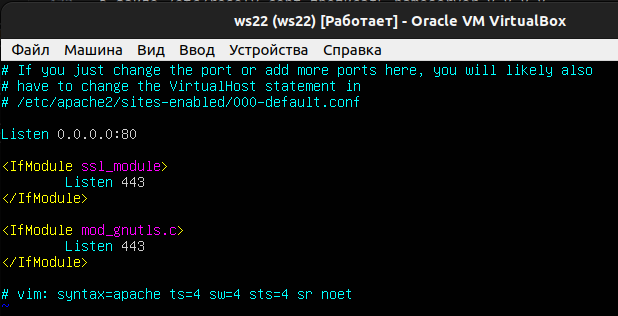 ws22 (ws22) [Работает] - Oracle VM VirtualBox
Файл Машина Вид Ввод Устройства Справка
# If you just change the port or add more ports here, you will likely also
# have to change the VirtualHost statement in
# /etc/apache2/sites-enabled/000-default.conf
Listen 0.0.0.0:80
<IfModule ssl_module>
Listen 443
</IfModule>
<IfModule mod_gnutls.c>
Listen 443
</IfModule>
# vim: syntax=apache ts=4 sw=4 sts=4 sr noet
~